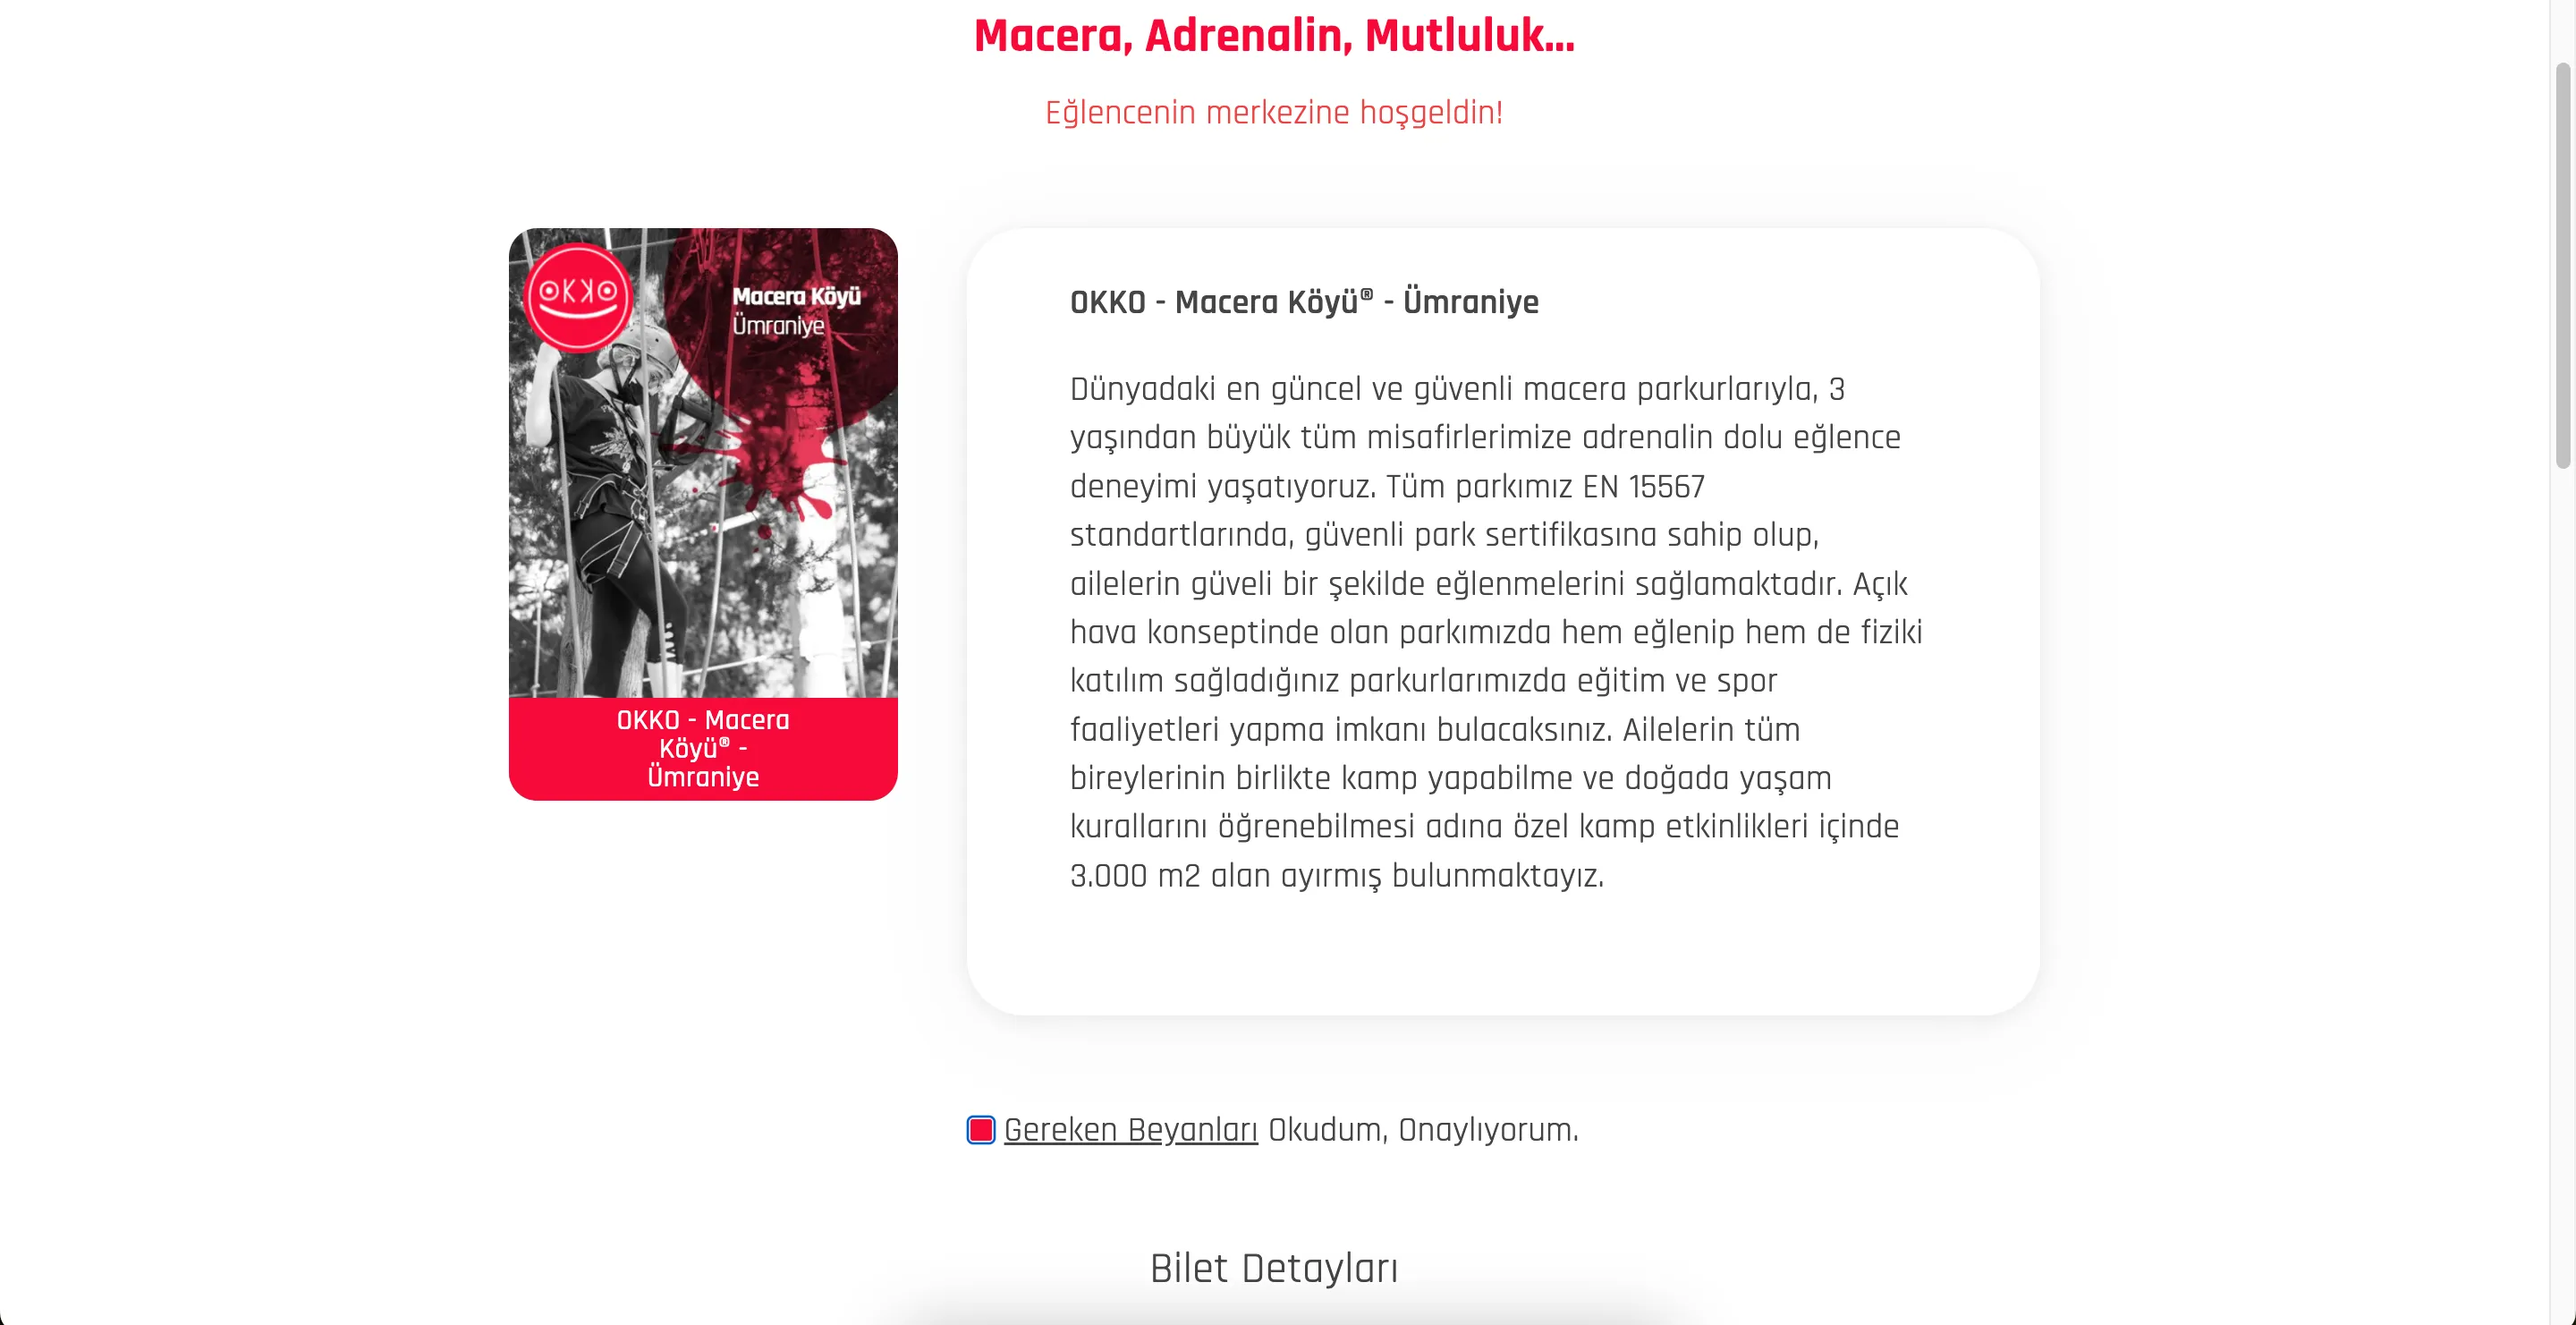 Macera, Adrenalin, Mutluluk...
Eğlencenin merkezine hoşgeldin!
OKKO
Macera Köyü
Ümraniye
OKKO - Macera
Köyü® -
Ümraniye
OKKO - Macera Köyü® - Ümraniye
Dünyadaki en güncel ve güvenli macera parkurlarıyla, 3
yaşından büyük tüm misafirlerimize adrenalin dolu eğlence
deneyimi yaşatıyoruz. Tüm parkımız EN 15567
standartlarında, güvenli park sertifikasına sahip olup,
ailelerin güveli bir şekilde eğlenmelerini sağlamaktadır. Açık
hava konseptinde olan parkımızda hem eğlenip hem de fiziki
katılım sağladığınız parkurlarımızda eğitim ve spor
faaliyetleri yapma imkanı bulacaksınız. Ailelerin tüm
bireylerinin birlikte kamp yapabilme ve doğada yaşam
kurallarını öğrenebilmesi adına özel kamp etkinlikleri içinde
3.000 m2 alan ayırmış bulunmaktayız.
Gereken Beyanları Okudum, Onaylıyorum.
Bilet Detayları